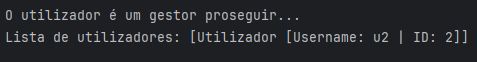 O utilizador é um gestor proseguir...
Lista de utilizadores: [Utilizador [Username: u2 | ID: 2]]